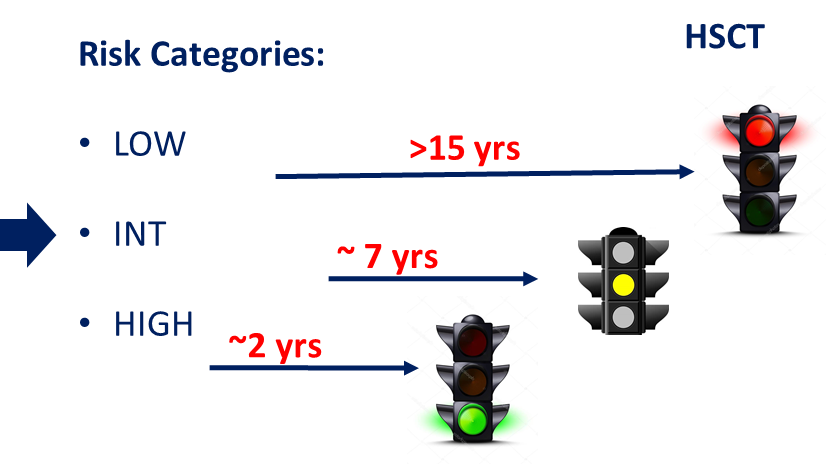 HSCT
Risk Categories:
• LOW
>15 yrs
• INT
~ 7 yrs
• HIGH
~2 yrs